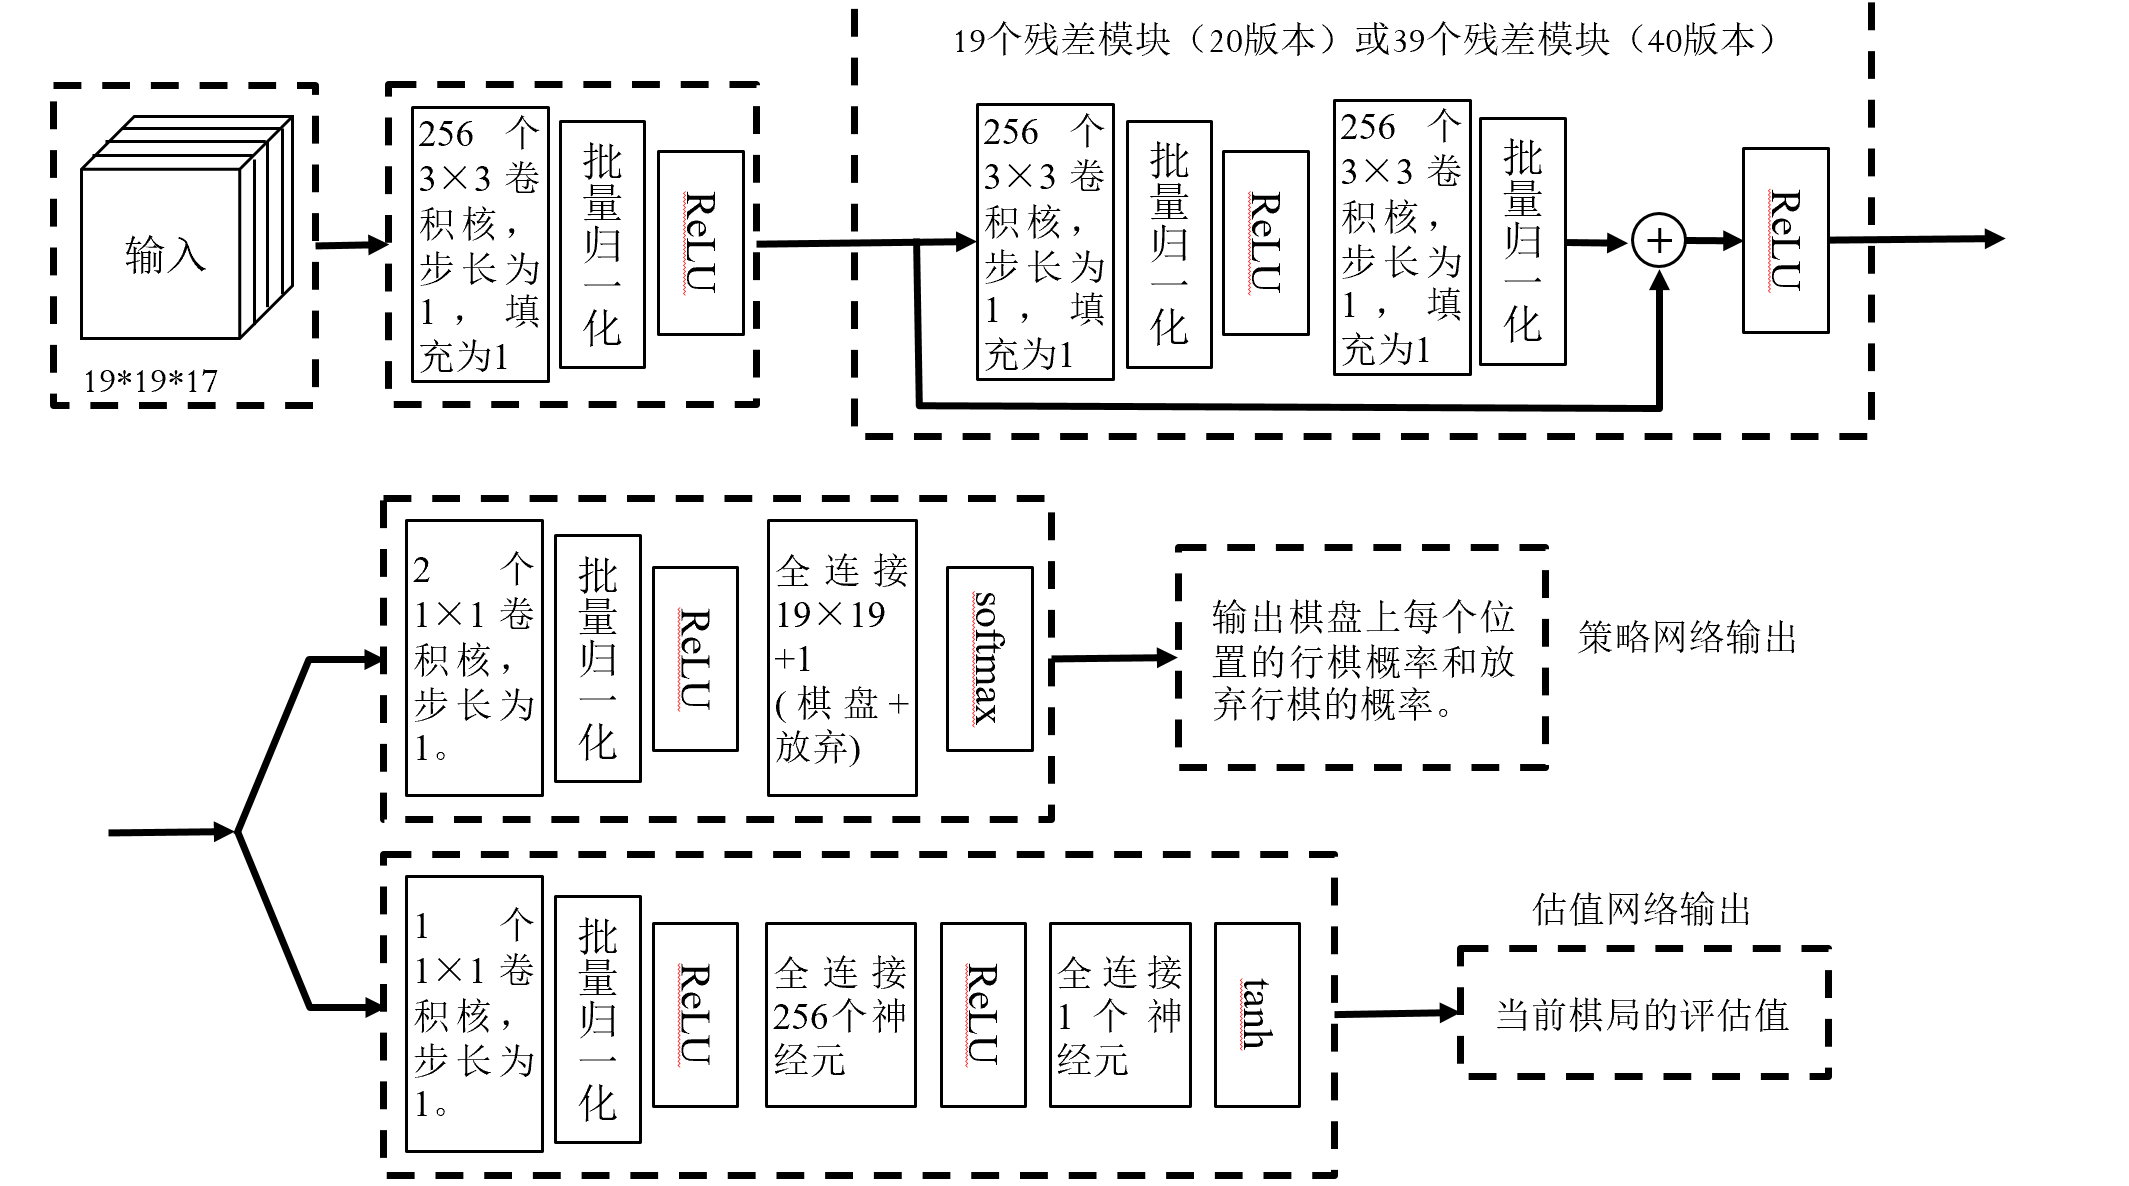 19个残差模块（20版本）或39个残差模块（40版本）
输入
19*19*17
256 个
3×3 卷
积核，
步长为
1，填
充为1
批量归一化
ReLU
256 个
3×3 卷
积核，
步长为
1，填
充为1
批量归一化
ReLU
256 个
3×3 卷
积核，
步长为
1，填
充为1
批量归一化
+
ReLU
2 个
1×1 卷
积核，
步长为
1。
批量归一化
ReLU
全连接
19×19
+1
(棋盘+
放弃)
softmax
输出棋盘上每个位
置的行棋概率和放
弃行棋的概率。
策略网络输出
1 个
1×1 卷
积核，
步长为
1。
批量归一化
ReLU
全连接
256个神
经元
ReLU
全连接
1个神
经元
tanh
估值网络输出
当前棋局的评估值